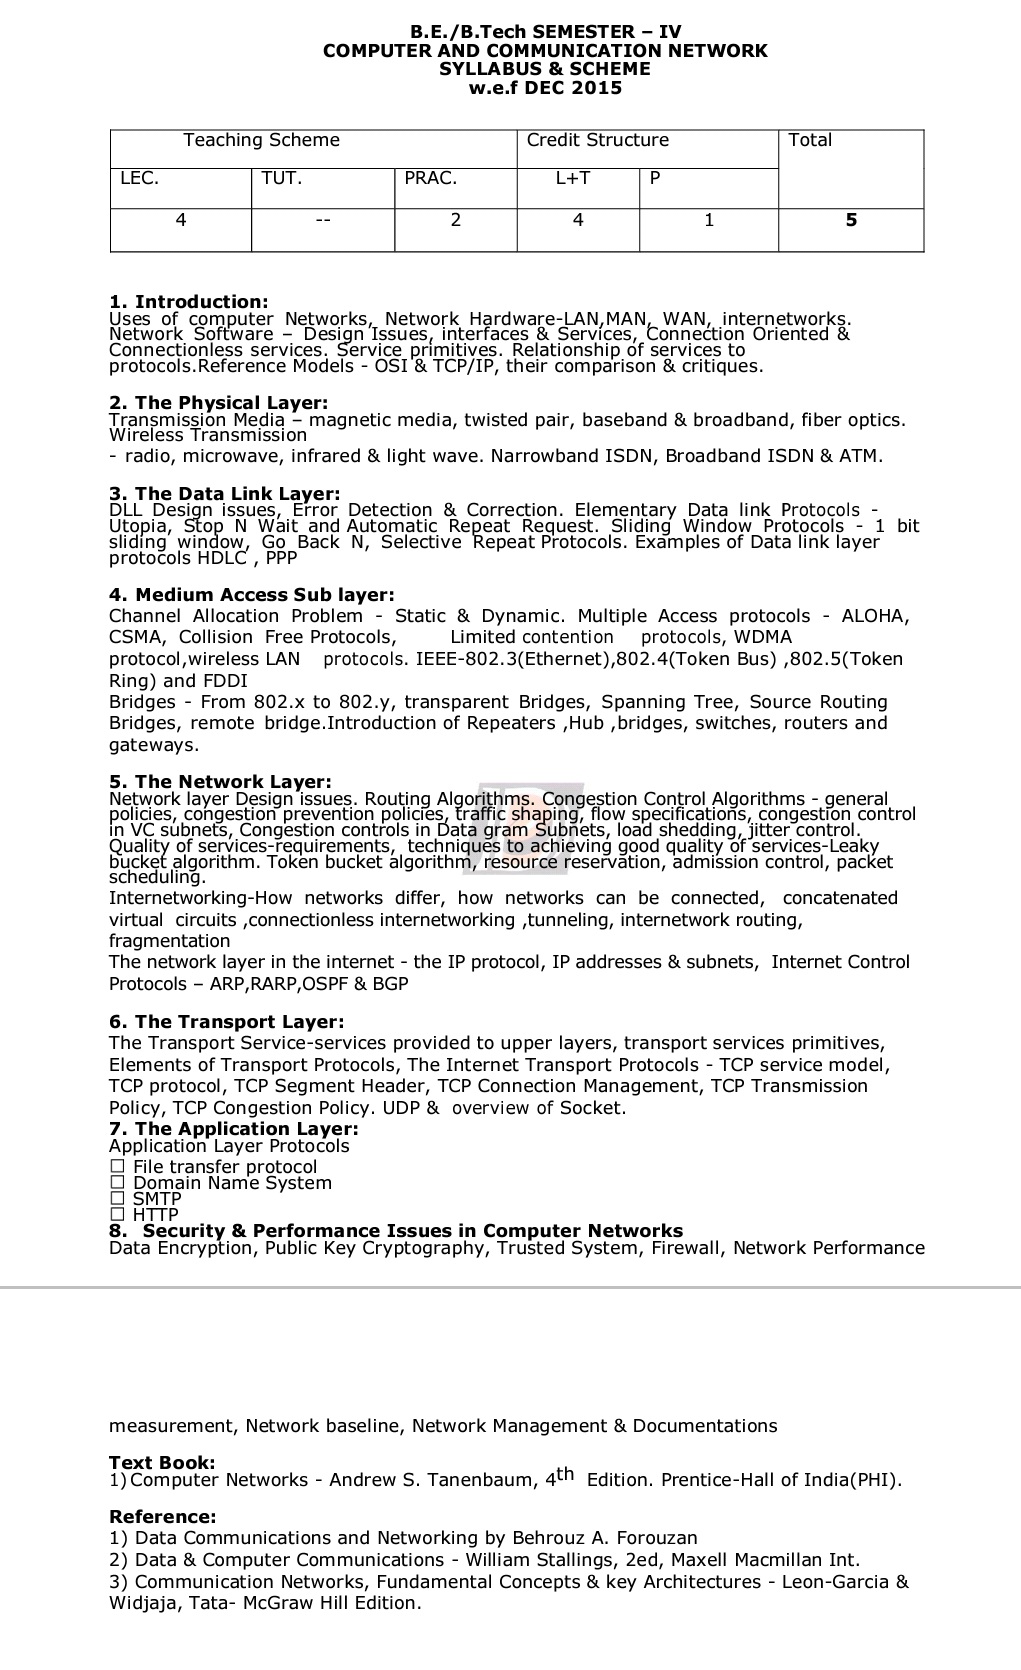 B.E./B.Tech SEMESTER – IV
COMPUTER AND COMMUNICATION NETWORK
SYLLABUS & SCHEME
w.e.f DEC 2015
Teaching Scheme Credit Structure Total
LEC. TUT. PRAC. L+T P
4 -- 2 4 1 5
1. Introduction:
Uses of computer Networks, Network Hardware-LAN,MAN, WAN, internetworks.
Network Software – Design Issues, interfaces & Services, Connection Oriented &
Connectionless services. Service primitives. Relationship of services to
protocols.Reference Models - OSI & TCP/IP, their comparison & critiques.
2. The Physical Layer:
Transmission Media – magnetic media, twisted pair, baseband & broadband, fiber optics.
Wireless Transmission
- radio, microwave, infrared & light wave. Narrowband ISDN, Broadband ISDN & ATM.
3. The Data Link Layer:
DLL Design issues, Error Detection & Correction. Elementary Data link Protocols -
Utopia, Stop N Wait and Automatic Repeat Request. Sliding Window Protocols - 1 bit
sliding window, Go Back N, Selective Repeat Protocols. Examples of Data link layer
protocols HDLC , PPP
4. Medium Access Sub layer:
Channel Allocation Problem - Static & Dynamic. Multiple Access protocols - ALOHA,
CSMA, Collision Free Protocols, Limited contention protocols, WDMA
protocol,wireless LAN protocols. IEEE-802.3(Ethernet),802.4(Token Bus) ,802.5(Token
Ring) and FDDI
Bridges - From 802.x to 802.y, transparent Bridges, Spanning Tree, Source Routing
Bridges, remote bridge.Introduction of Repeaters ,Hub ,bridges, switches, routers and
gateways.
5. The Network Layer:
Network layer Design issues. Routing Algorithms. Congestion Control Algorithms - general
policies, congestion prevention policies, traffic shaping, flow specifications, congestion control
in VC subnets, Congestion controls in Data gram Subnets, load shedding, jitter control.
Quality of services-requirements, techniques to achieving good quality of services-Leaky
bucket algorithm. Token bucket algorithm, resource reservation, admission control, packet
scheduling.
Internetworking-How networks differ, how networks can be connected, concatenated
virtual circuits ,connectionless internetworking ,tunneling, internetwork routing,
fragmentation
The network layer in the internet - the IP protocol, IP addresses & subnets, Internet Control
Protocols – ARP,RARP,OSPF & BGP
6. The Transport Layer:
The Transport Service-services provided to upper layers, transport services primitives,
Elements of Transport Protocols, The Internet Transport Protocols - TCP service model,
TCP protocol, TCP Segment Header, TCP Connection Management, TCP Transmission
Policy, TCP Congestion Policy. UDP & overview of Socket.
7. The Application Layer:
Application Layer Protocols
☐ File transfer protocol
☐ Domain Name System
☐ SMTP
☐ HTTP
8. Security & Performance Issues in Computer Networks
Data Encryption, Public Key Cryptography, Trusted System, Firewall, Network Performance
measurement, Network baseline, Network Management & Documentations
Text Book:
1) Computer Networks - Andrew S. Tanenbaum, 4th Edition. Prentice-Hall of India(PHI).
Reference:
1) Data Communications and Networking by Behrouz A. Forouzan
2) Data & Computer Communications - William Stallings, 2ed, Maxell Macmillan Int.
3) Communication Networks, Fundamental Concepts & key Architectures - Leon-Garcia &
Widjaja, Tata- McGraw Hill Edition.